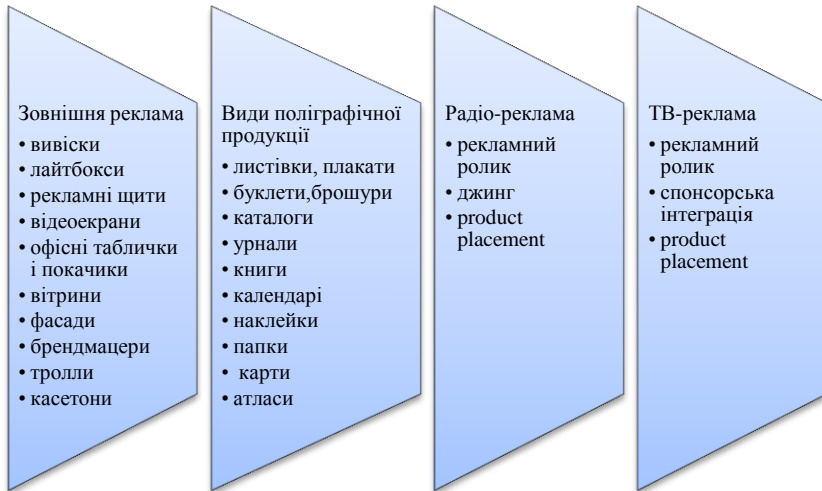 Зовнішня реклама
• вивіски
• лайтбокси
• рекламні щити
• відеоекрани
• офісні таблички
і покачики
• вітрини
• фасади
• брендмацери
• тролли
• касетони
Види поліграфічної
продукції
• листівки, плакати
• буклети,брошури
• каталоги
• урнали
• книги
• календарі
• наклейки
• папки
• карти
• атласи
Радіо-реклама
• рекламний
ролик
• джинг
• product
placement
ТВ-реклама
• рекламний
ролик
• спонсорська
інтеграція
• product
placement